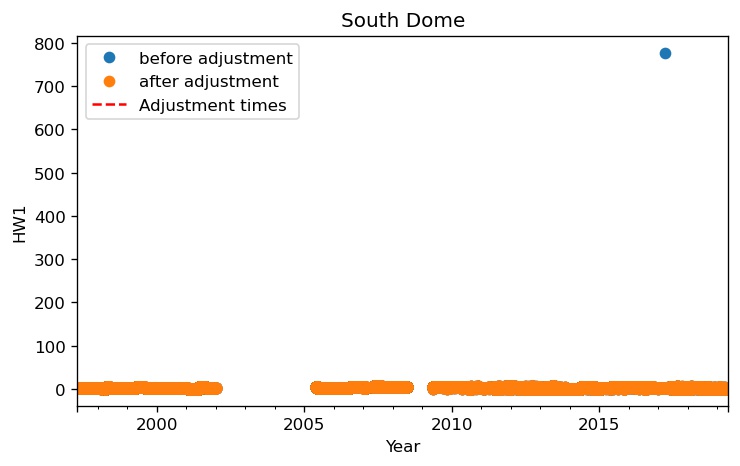 South Dome
before adjustment
after adjustment
Adjustment times
800
700
600
500
400
300
200
100
0
HW1
2000
2005
2010
2015
Year